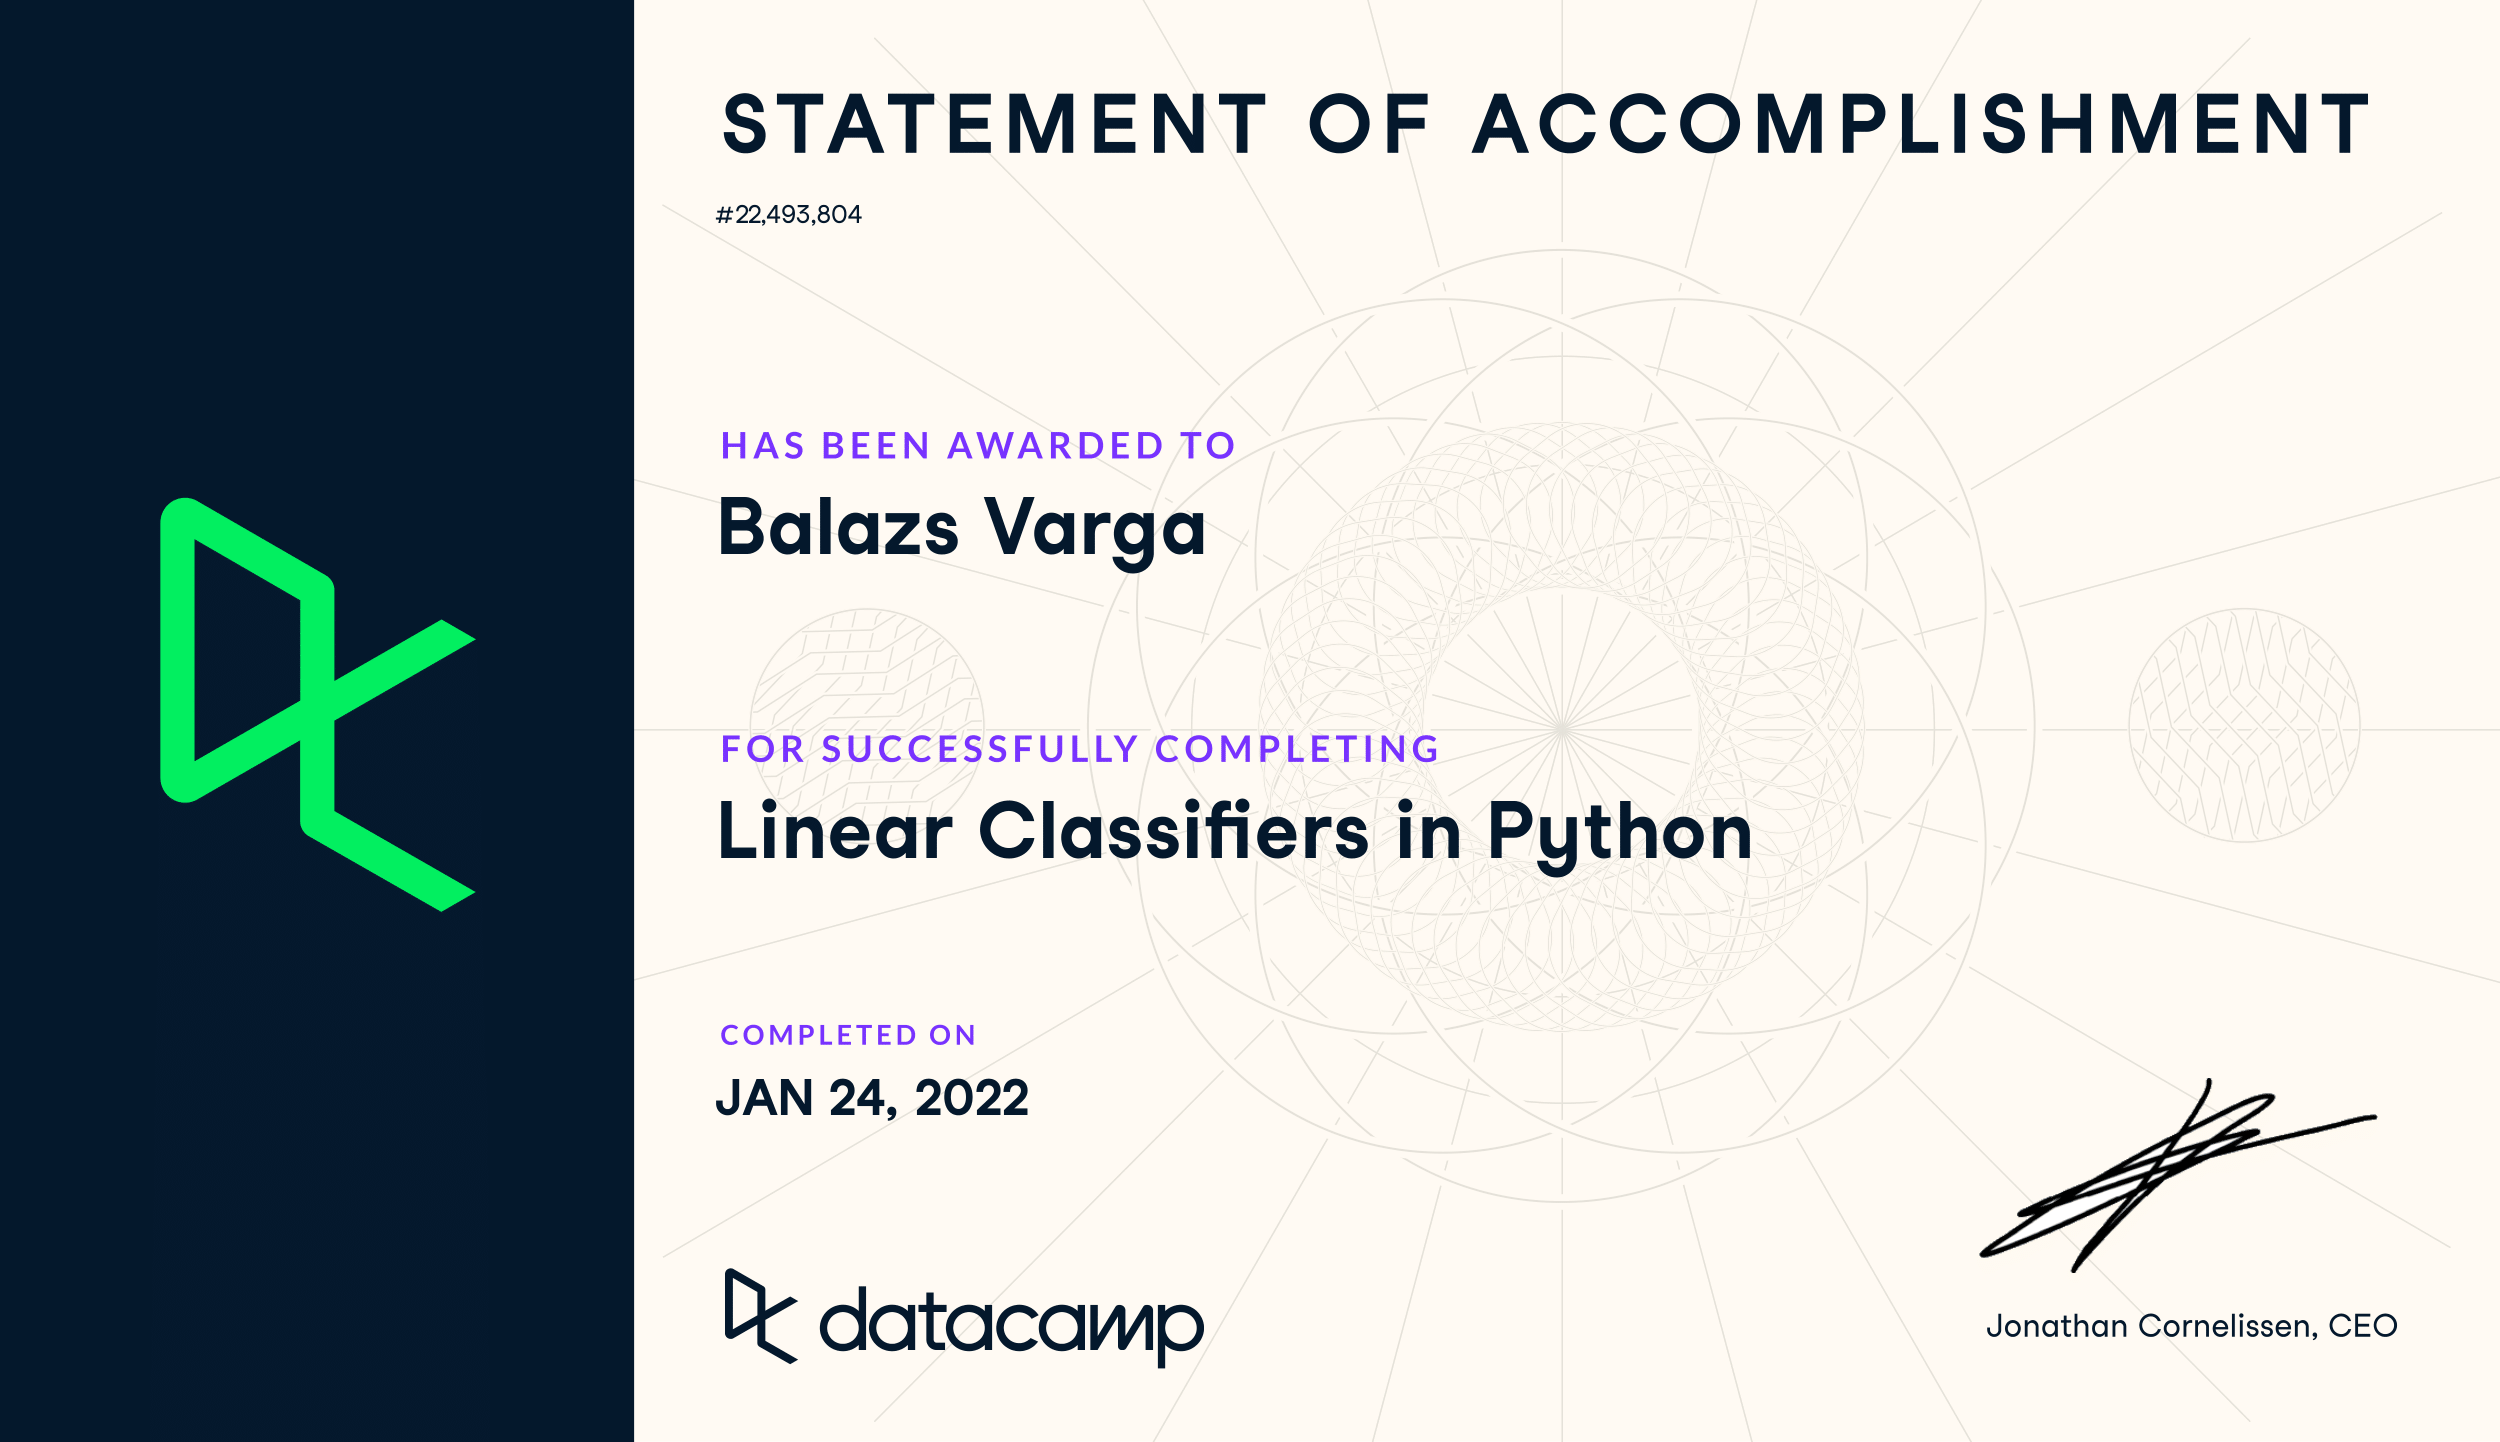 STATEMENT OF ACCOMPLISHMENT
#22,493,804
HAS BEEN AWARDED TO
Balazs Varga
FOR SUCCESSFULLY COMPLETING
Linear Classifiers in Python
COMPLETED ON
JAN 24, 2022
datacamp
Jonathan Cornelissen, CEO